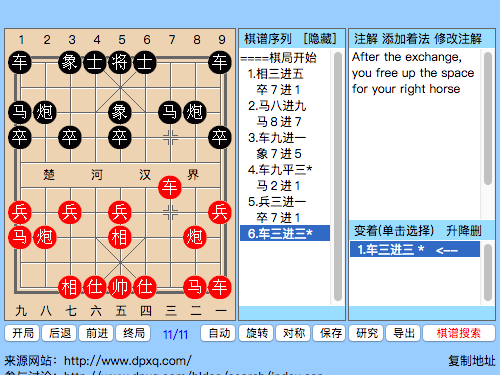 1 2 3 4 5 6 7 8 9
车 象 士 将 士 车
马 炮 象 马 炮
卒 卒 卒 卒
楚 河 汉 界
车
兵 兵 兵 兵
马 炮 相 炮
相 仕 帅 仕 马 车
九 八 七 六 五 四 三 二 一
棋谱序列 [隐藏]
====棋局开始
1.相三进五
卒７进１
2.马八进九
马８进７
3.车九进一
象７进５
4.车九平三*
马２进１
5.兵三进一
卒７进１
6.车三进三*
注解 添加着法 修改注解
After the exchange,
you free up the space
for your right horse
变着(单击选择) 升降删
1.车三进三 * <--
开局 后退 前进 终局 11/11 自动 旋转 对称 保存 研究 导出 棋谱搜索
来源网站: http://www.dpxq.com/ 复制地址